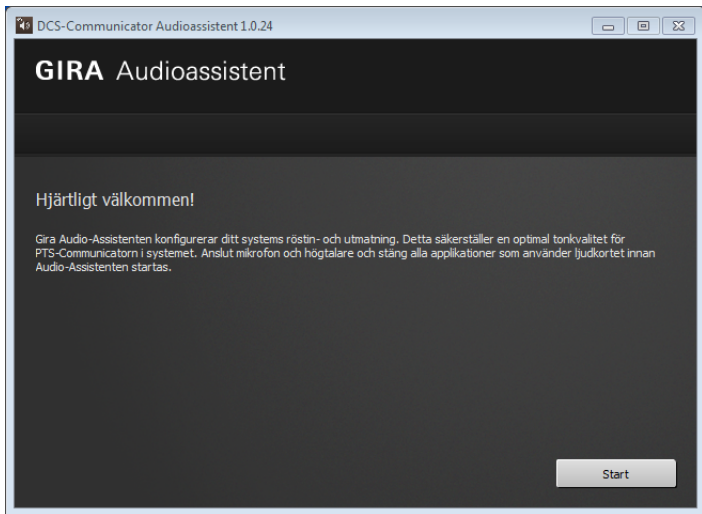 DCS-Communicator Audioassistent 1.0.24
GIRA Audioassistent
Hjärtligt välkommen!
Gira Audio-Assistenten konfigurerar ditt systems röstin- och utmatning. Detta säkerställer en optimal tonkvalitet för
PTS-Communicatorn i systemet. Anslut mikrofon och högtalare och stäng alla applikationer som använder ljudkortet innan
Audio-Assistenten startas.
Start